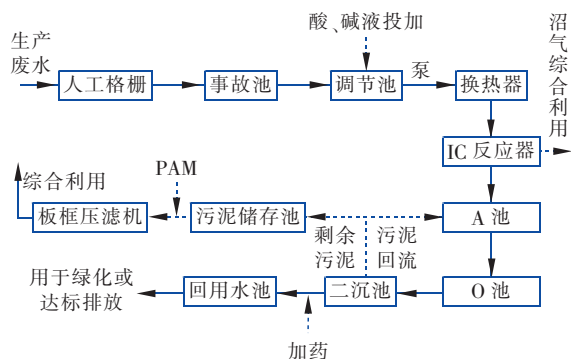 酸、碱液投加
生产
废水
人工格栅
事故池
调节池
泵
换热器
沼气综合利用
IC 反应器
综合利用
PAM
板框压滤机
污泥储存池
剩余
污泥
污泥
回流
A 池
用于绿化或
达标排放
回用水池
二沉池
O 池
加药